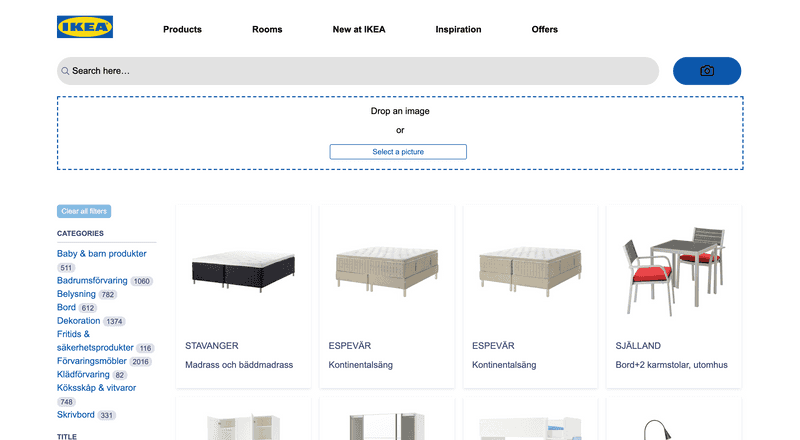 IKEA
Products Rooms New at IKEA Inspiration Offers
Search here...
Drop an image
or
Select a picture
Clear all filters
CATEGORIES
Baby & barn produkter
511
Badrumsförvaring 1060
Belysning 782
Bord 612
Dekoration 1374
Fritids &
säkerhetsprodukter 116
Förvaringsmöbler 2016
Klädförvaring 82
Köksskåp & vitvaror
748
Skrivbord 331
TITLE
STAVANGER
Madrass och bäddmadrass
ESPEVÄR
Kontinentalsäng
ESPEVÄR
Kontinentalsäng
SJÄLLAND
Bord+2 karmstolar, utomhus